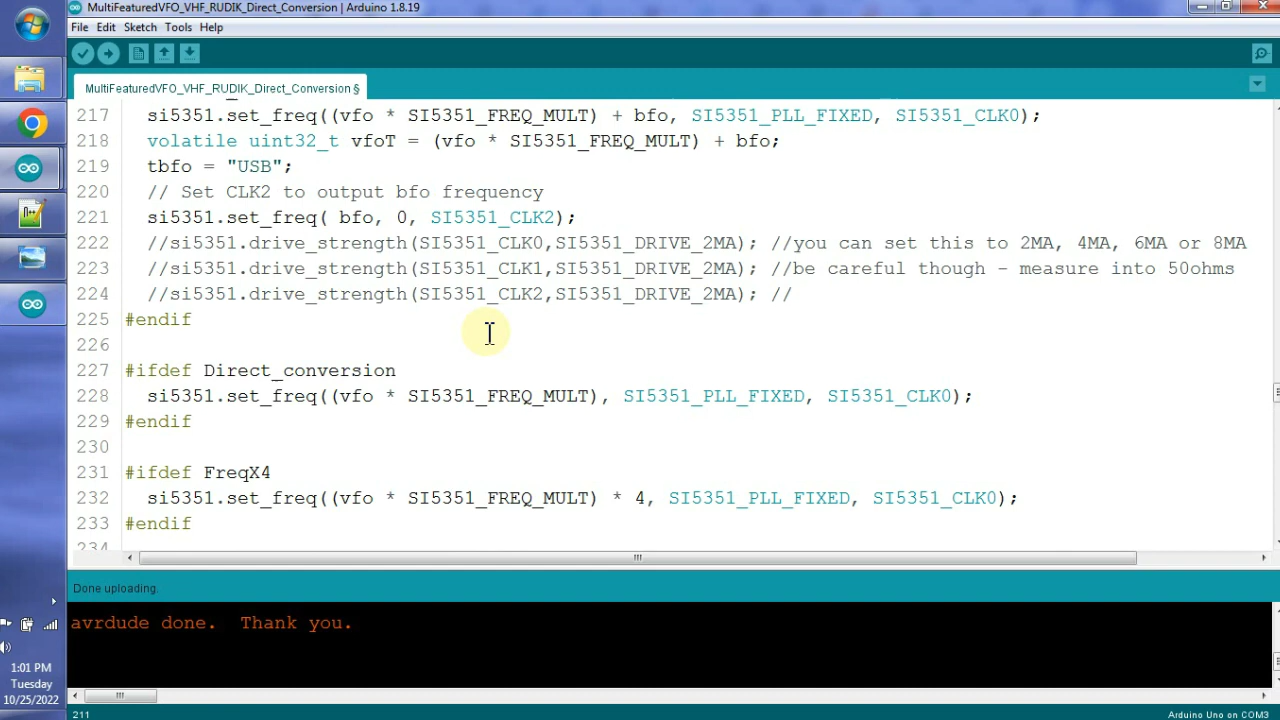 MultiFeaturedVFO_VHF_RUDIK_Direct_Conversion | Arduino 1.8.19
File Edit Sketch Tools Help
MultiFeaturedVFO_VHF_RUDIK_Direct_Conversion §
217 si5351.set_freq((vfo * SI5351_FREQ_MULT) + bfo, SI5351_PLL_FIXED, SI5351_CLK0);
218 volatile uint32_t vfoT = (vfo * SI5351_FREQ_MULT) + bfo;
219 tbfo = "USB";
220 // Set CLK2 to output bfo frequency
221 si5351.set_freq( bfo, 0, SI5351_CLK2);
222 //si5351.drive_strength(SI5351_CLK0,SI5351_DRIVE_2MA); //you can set this to 2MA, 4MA, 6MA or 8MA
223 //si5351.drive_strength(SI5351_CLK1,SI5351_DRIVE_2MA); //be careful though - measure into 50ohms
224 //si5351.drive_strength(SI5351_CLK2,SI5351_DRIVE_2MA); //
225 #endif
226
227 #ifdef Direct_conversion
228 si5351.set_freq((vfo * SI5351_FREQ_MULT), SI5351_PLL_FIXED, SI5351_CLK0);
229 #endif
230
231 #ifdef FreqX4
232 si5351.set_freq((vfo * SI5351_FREQ_MULT) * 4, SI5351_PLL_FIXED, SI5351_CLK0);
233 #endif
234
Done uploading.
avrdude done. Thank you.
1:01 PM
Tuesday
10/25/2022
211
Arduino Uno on COM3